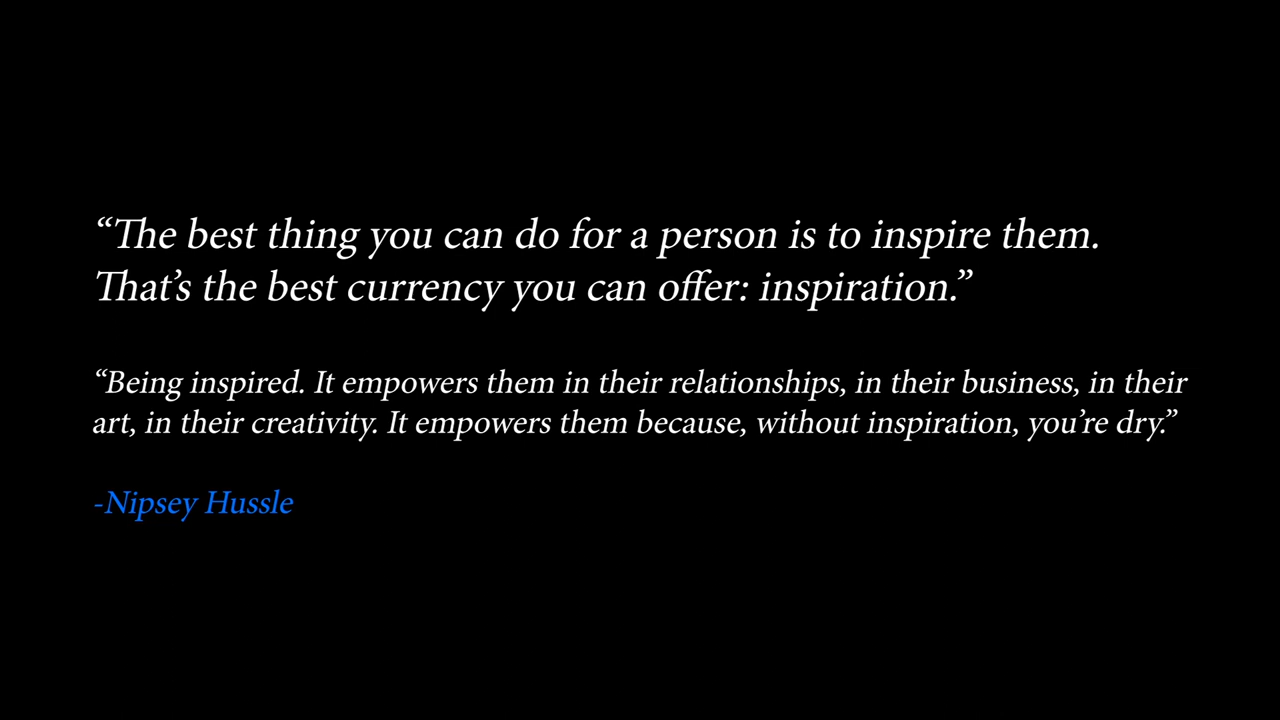 “The best thing you can do for a person is to inspire them.
That’s the best currency you can offer: inspiration.”
“Being inspired. It empowers them in their relationships, in their business, in their
art, in their creativity. It empowers them because, without inspiration, you’re dry.”
-Nipsey Hussle